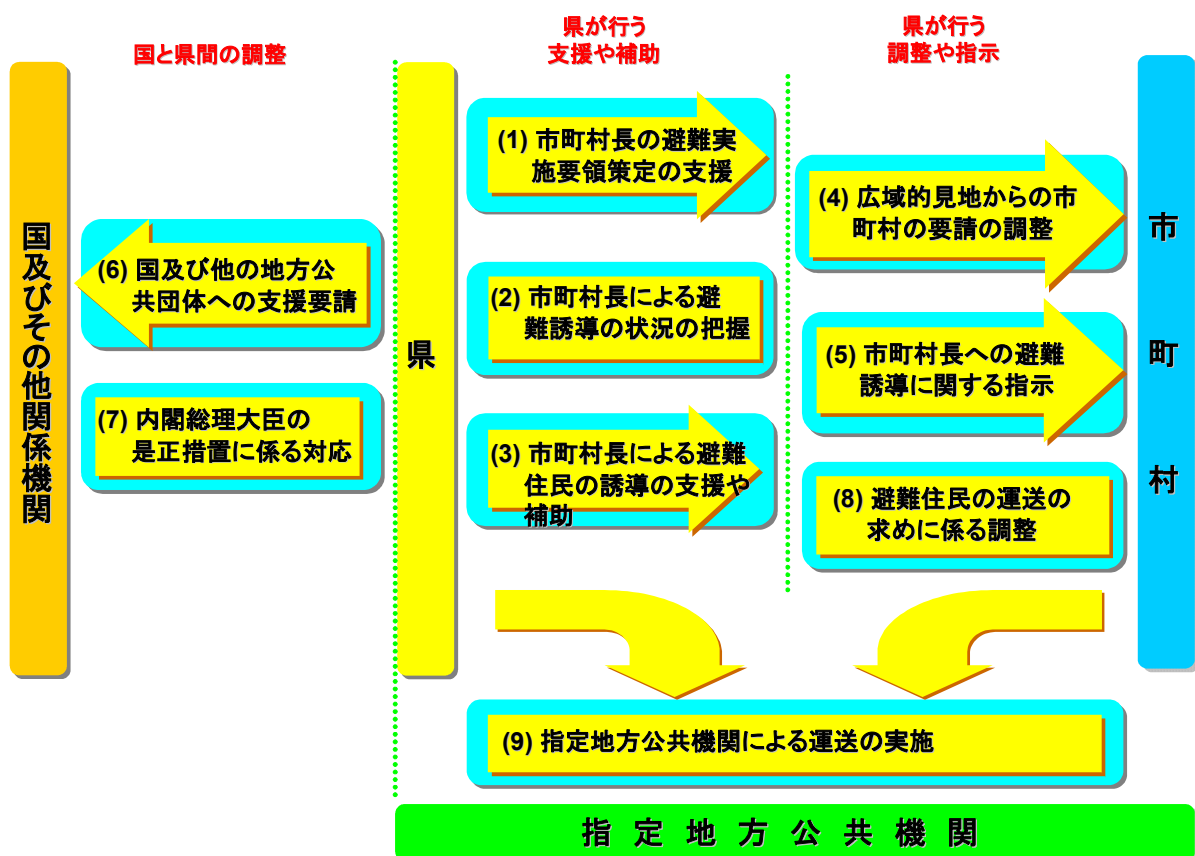 国と県間の調整
県が行う
支援や補助
県が行う
調整や指示
国及びその他関係機関
県
市町村
(1) 市町村長の避難実
施要領策定の支援
(2) 市町村長による避
難誘導の状況の把握
(3) 市町村長による避難
住民の誘導の支援や
補助
(4) 広域的見地からの市
町村の要請の調整
(5) 市町村長への避難
誘導に関する指示
(6) 国及び他の地方公
共団体への支援要請
(7) 内閣総理大臣の
是正措置に係る対応
(8) 避難住民の運送の
求めに係る調整
(9) 指定地方公共機関による運送の実施
指定地方公共機関